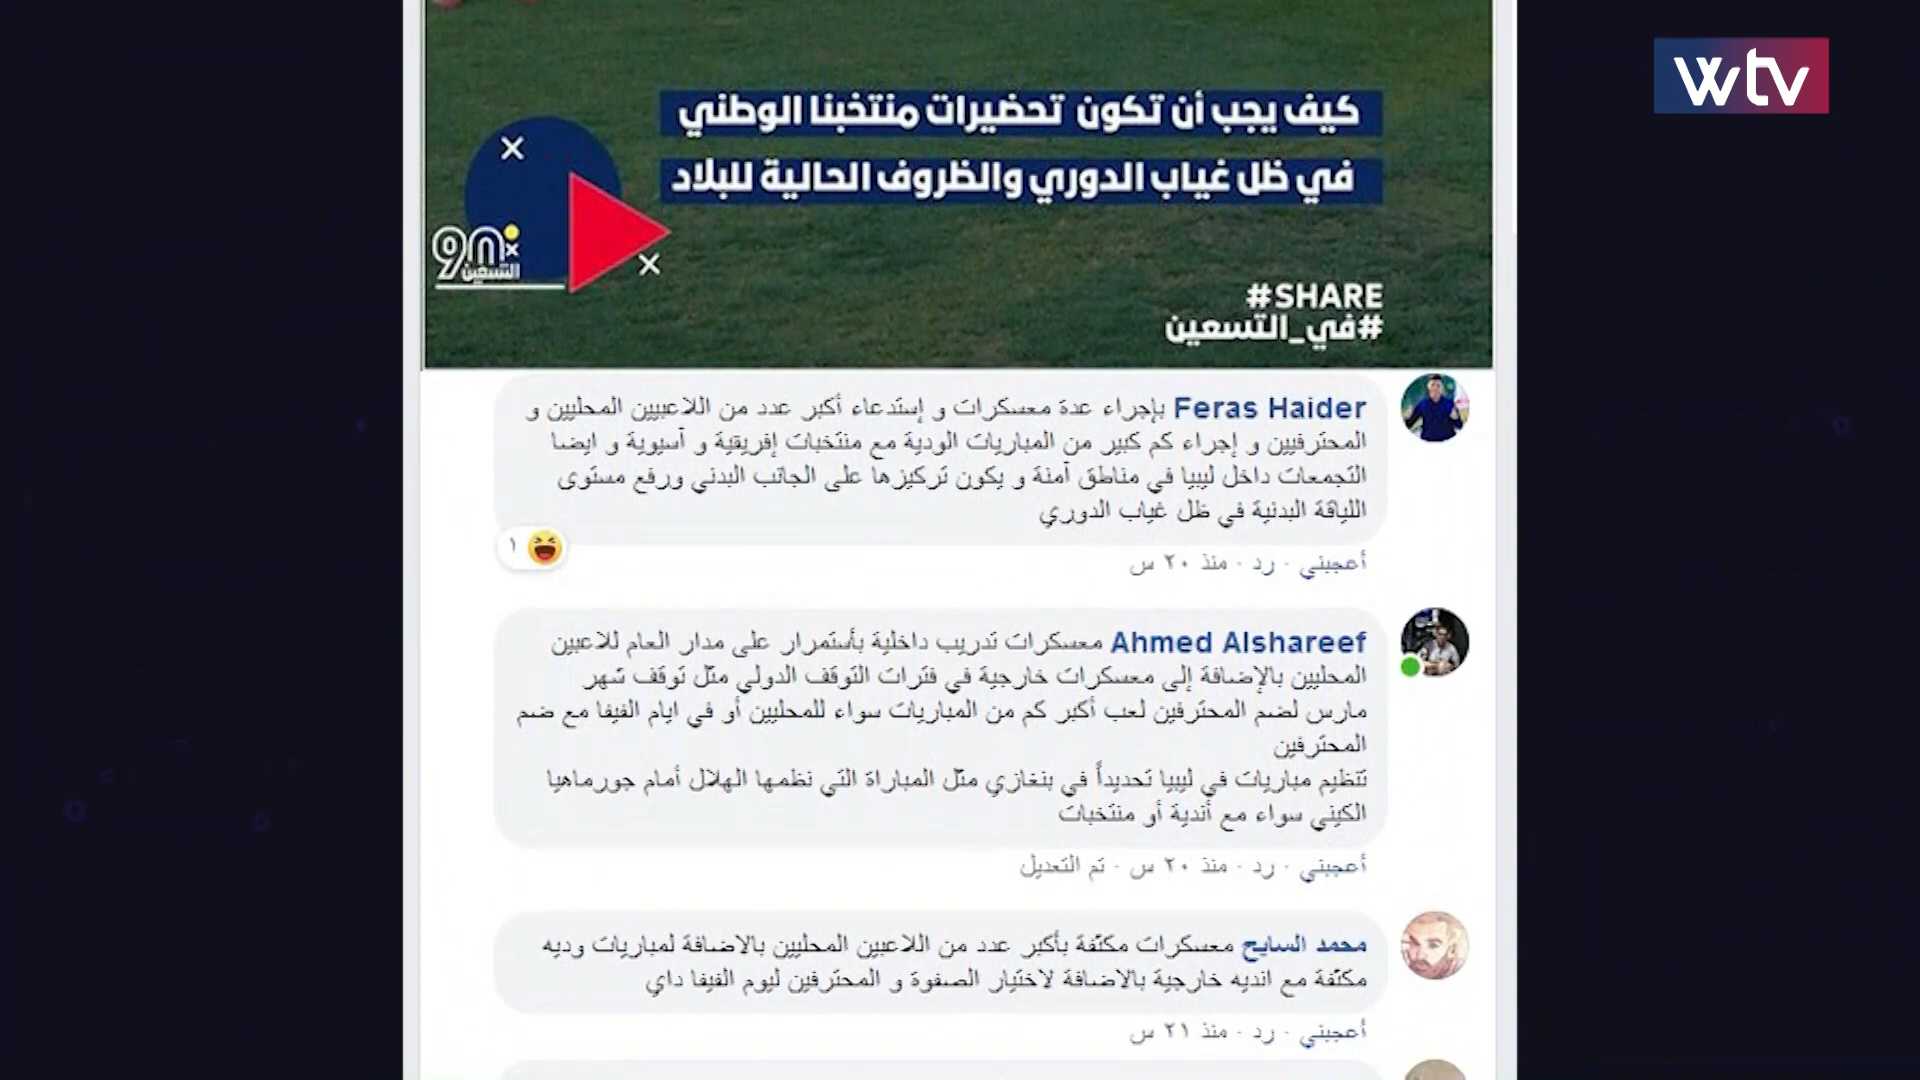 wtv
كيف يجب أن تكون تحضيرات منتخبنا الوطني
في ظل غياب الدوري والظروف الحالية للبلاد
90
التسعين
#SHARE
#في_التسعين
Feras Haider بإجراء عدة معسكرات و إستدعاء أكبر عدد من اللاعبيين المحليين و
المحترفيين و إجراء كم كبير من المباريات الودية مع منتخبات إفريقية و آسيوية و ايضا
التجمعات داخل ليبيا في مناطق آمنة و يكون تركيزها على الجانب البدني ورفع مستوى
اللياقة البدنية في ظل غياب الدوري
١
أعجبني · رد · منذ ٢٠ س
Ahmed Alshareef معسكرات تدريب داخلية بأستمرار على مدار العام للاعبين
المحليين بالإضافة إلى معسكرات خارجية في فترات التوقف الدولي مثل توقف شهر
مارس لضم المحترفين لعب أكبر كم من المباريات سواء للمحليين أو في ايام الفيفا مع ضم
المحترفين
تنظيم مباريات في ليبيا تحديداً في بنغازي مثل المباراة التي نظمها الهلال أمام جورماهيا
الكيني سواء مع أندية أو منتخبات
أعجبني · رد · منذ ٢٠ س · تم التعديل
محمد السايح معسكرات مكثفة بأكبر عدد من اللاعبين المحليين بالاضافة لمباريات وديه
مكثفة مع انديه خارجية بالاضافة لاختيار الصفوة و المحترفين ليوم الفيفا داي
أعجبني · رد · منذ ٢١ س